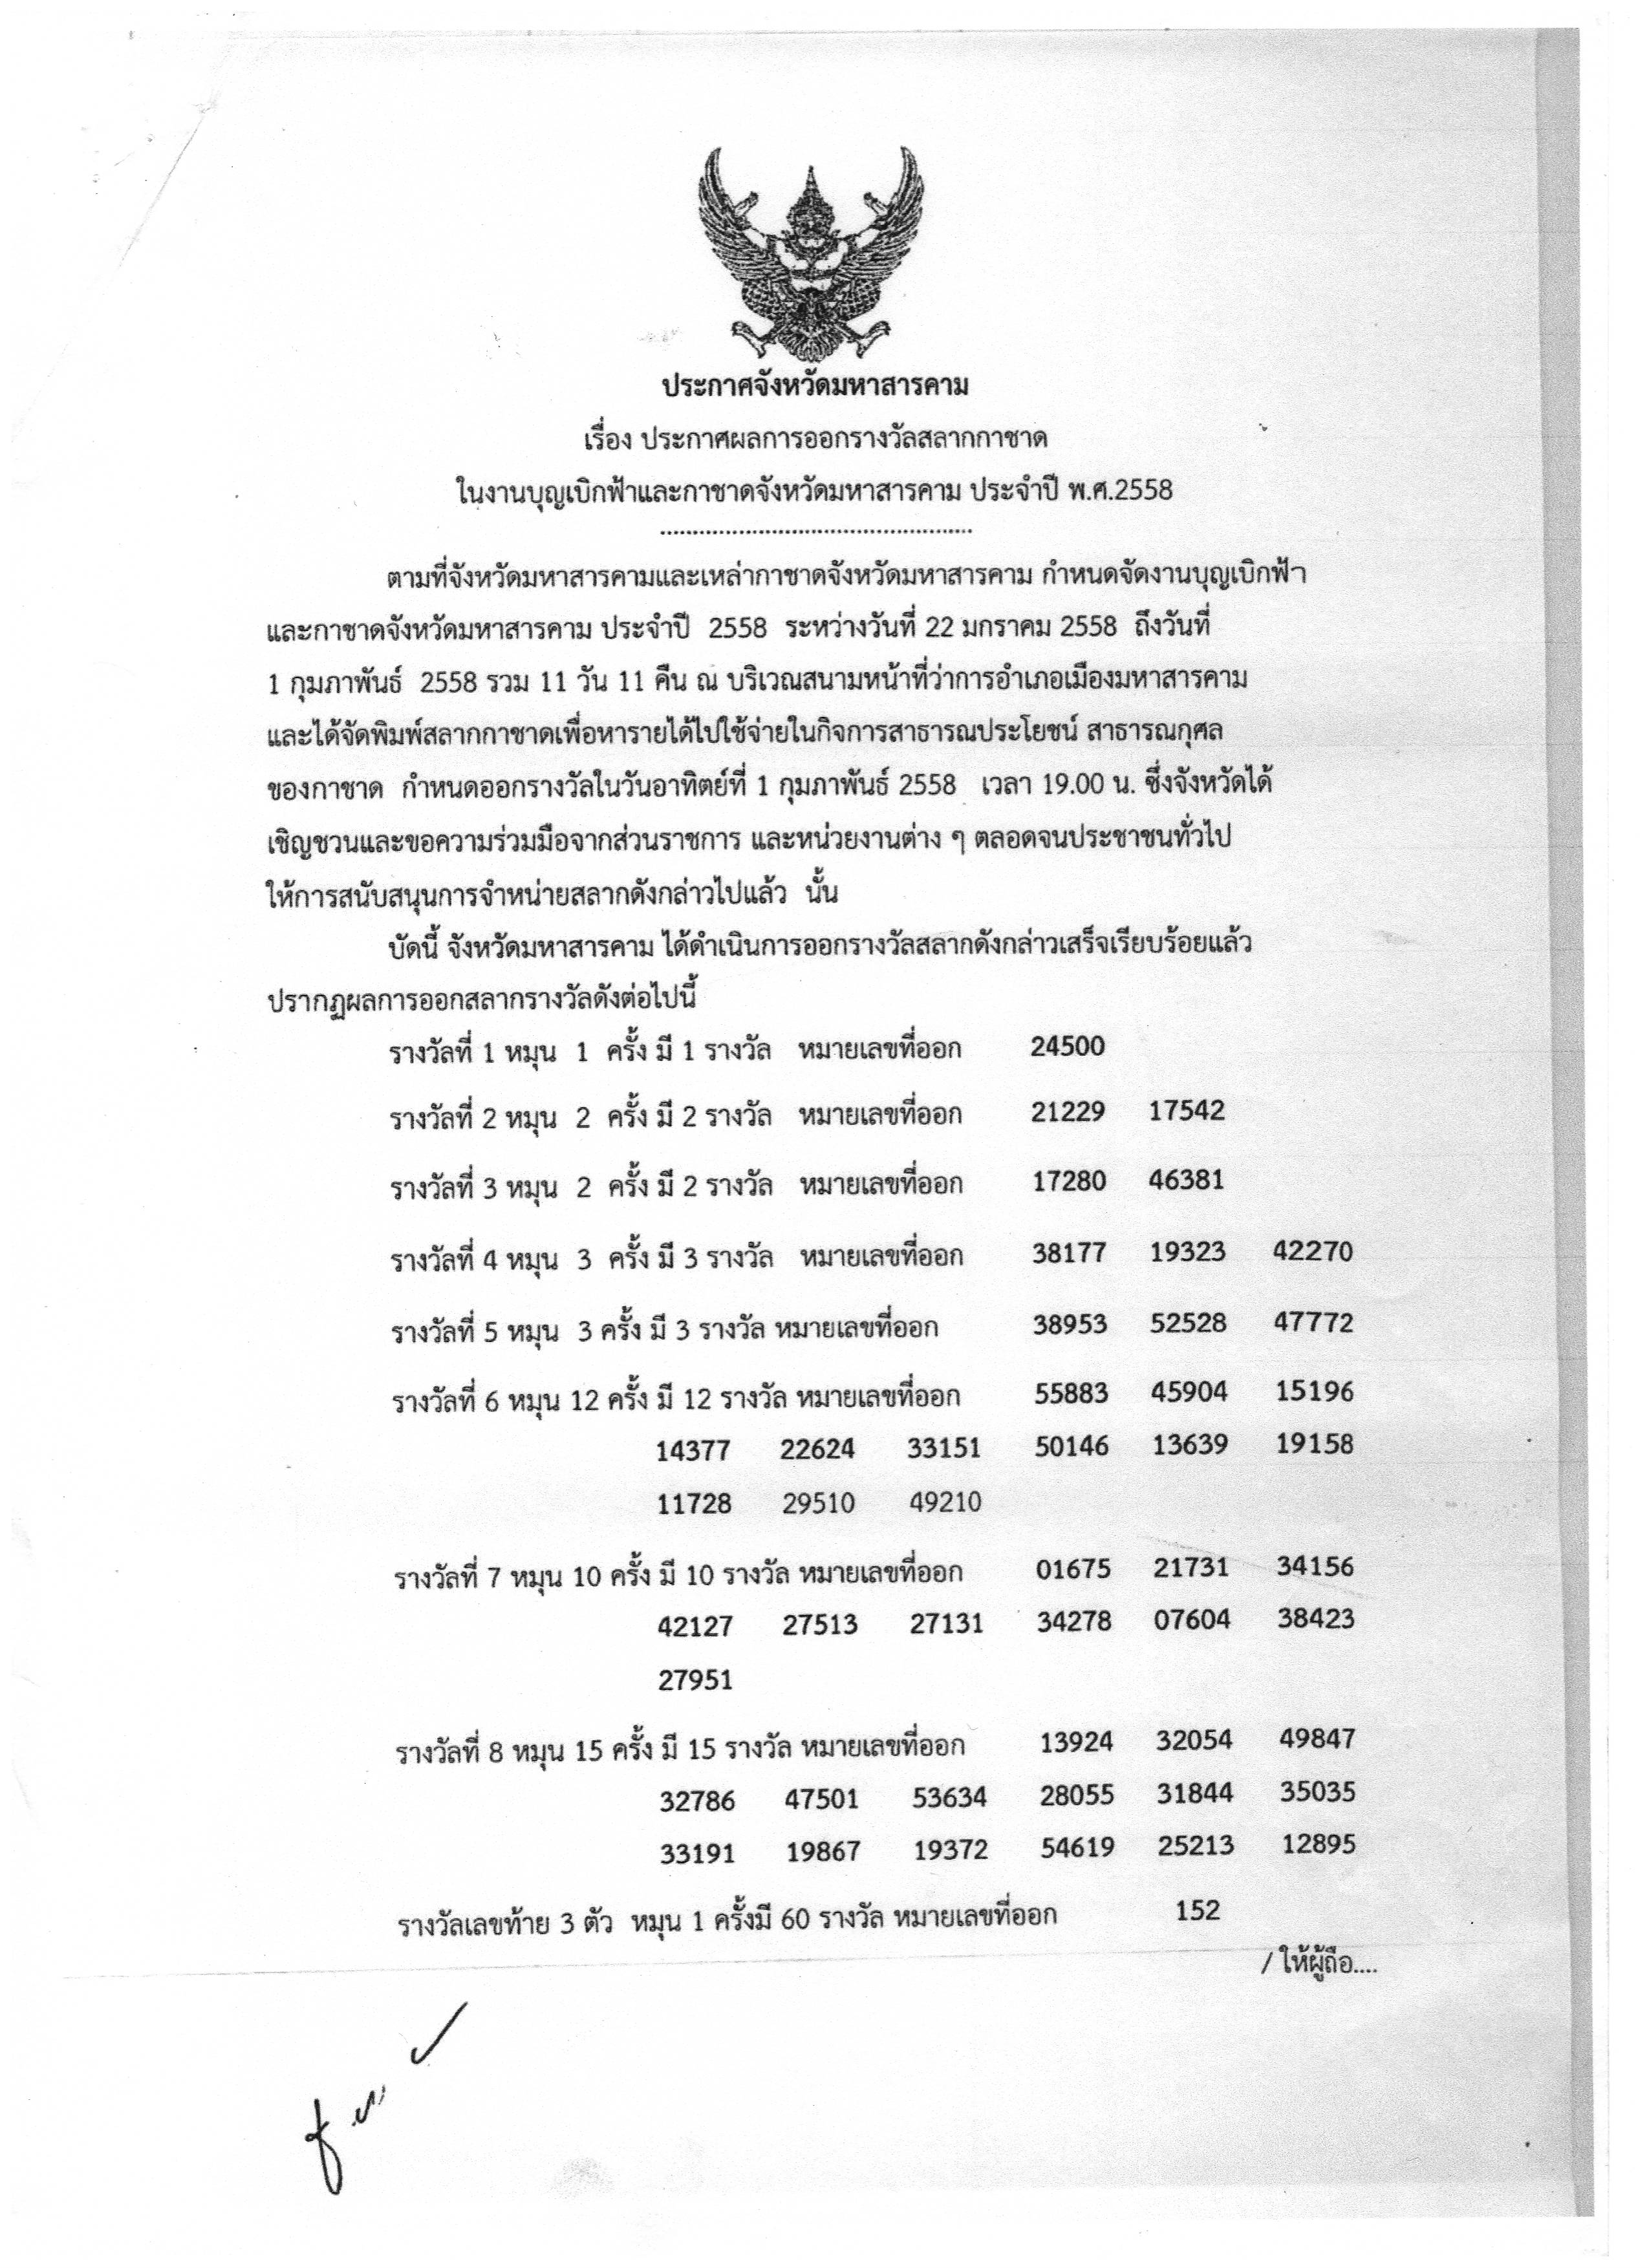 ประกาศจังหวัดมหาสารคาม
เรื่อง ประกาศผลการออกรางวัลสลากกาชาด
ในงานบุญเบิกฟ้าและกาชาดจังหวัดมหาสารคาม ประจำปี พ.ศ.2558
................................................
ตามที่จังหวัดมหาสารคามและเหล่ากาชาดจังหวัดมหาสารคาม กำหนดจัดงานบุญเบิกฟ้า
และกาชาดจังหวัดมหาสารคาม ประจำปี 2558 ระหว่างวันที่ 22 มกราคม 2558 ถึงวันที่
1 กุมภาพันธ์ 2558 รวม 11 วัน 11 คืน ณ บริเวณสนามหน้าที่ว่าการอำเภอเมืองมหาสารคาม
และได้จัดพิมพ์สลากกาชาดเพื่อหารายได้ไปใช้จ่ายในกิจการสาธารณประโยชน์ สาธารณกุศล
ของกาชาด กำหนดออกรางวัลในวันอาทิตย์ที่ 1 กุมภาพันธ์ 2558 เวลา 19.00 น. ซึ่งจังหวัดได้
เชิญชวนและขอความร่วมมือจากส่วนราชการ และหน่วยงานต่าง ๆ ตลอดจนประชาชนทั่วไป
ให้การสนับสนุนการจำหน่ายสลากดังกล่าวไปแล้ว นั้น
บัดนี้ จังหวัดมหาสารคาม ได้ดำเนินการออกรางวัลสลากดังกล่าวเสร็จเรียบร้อยแล้ว
ปรากฏผลการออกสลากรางวัลดังต่อไปนี้
รางวัลที่ 1 หมุน 1 ครั้ง มี 1 รางวัล หมายเลขที่ออก 24500
รางวัลที่ 2 หมุน 2 ครั้ง มี 2 รางวัล หมายเลขที่ออก 21229 17542
รางวัลที่ 3 หมุน 2 ครั้ง มี 2 รางวัล หมายเลขที่ออก 17280 46381
รางวัลที่ 4 หมุน 3 ครั้ง มี 3 รางวัล หมายเลขที่ออก 38177 19323 42270
รางวัลที่ 5 หมุน 3 ครั้ง มี 3 รางวัล หมายเลขที่ออก 38953 52528 47772
รางวัลที่ 6 หมุน 12 ครั้ง มี 12 รางวัล หมายเลขที่ออก 55883 45904 15196
14377 22624 33151 50146 13639 19158
11728 29510 49210
รางวัลที่ 7 หมุน 10 ครั้ง มี 10 รางวัล หมายเลขที่ออก 01675 21731 34156
42127 27513 27131 34278 07604 38423
27951
รางวัลที่ 8 หมุน 15 ครั้ง มี 15 รางวัล หมายเลขที่ออก 13924 32054 49847
32786 47501 53634 28055 31844 35035
33191 19867 19372 54619 25213 12895
รางวัลเลขท้าย 3 ตัว หมุน 1 ครั้งมี 60 รางวัล หมายเลขที่ออก 152
/ ให้ผู้ถือ....